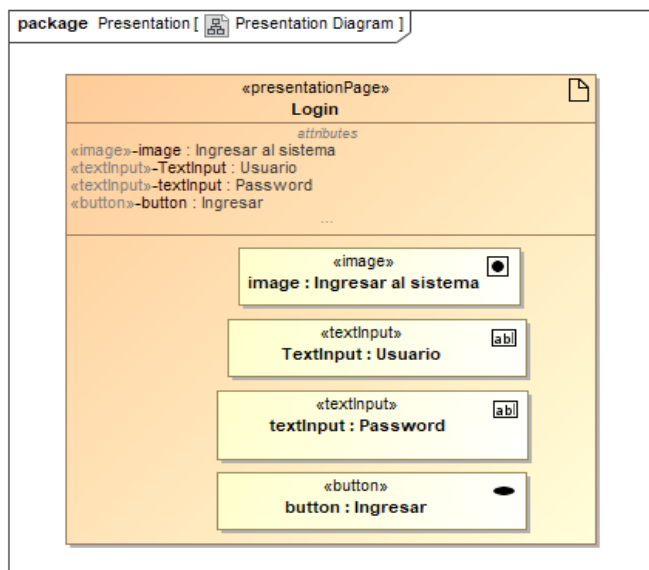 package Presentation [ Presentation Diagram ]
«presentationPage»
Login
attributes
«image»-image : Ingresar al sistema
«textInput»-TextInput : Usuario
«textInput»-textInput : Password
«button»-button : Ingresar
...
«image»
image : Ingresar al sistema
«textInput»
abl
TextInput : Usuario
«textInput»
abl
textInput : Password
«button»
button : Ingresar